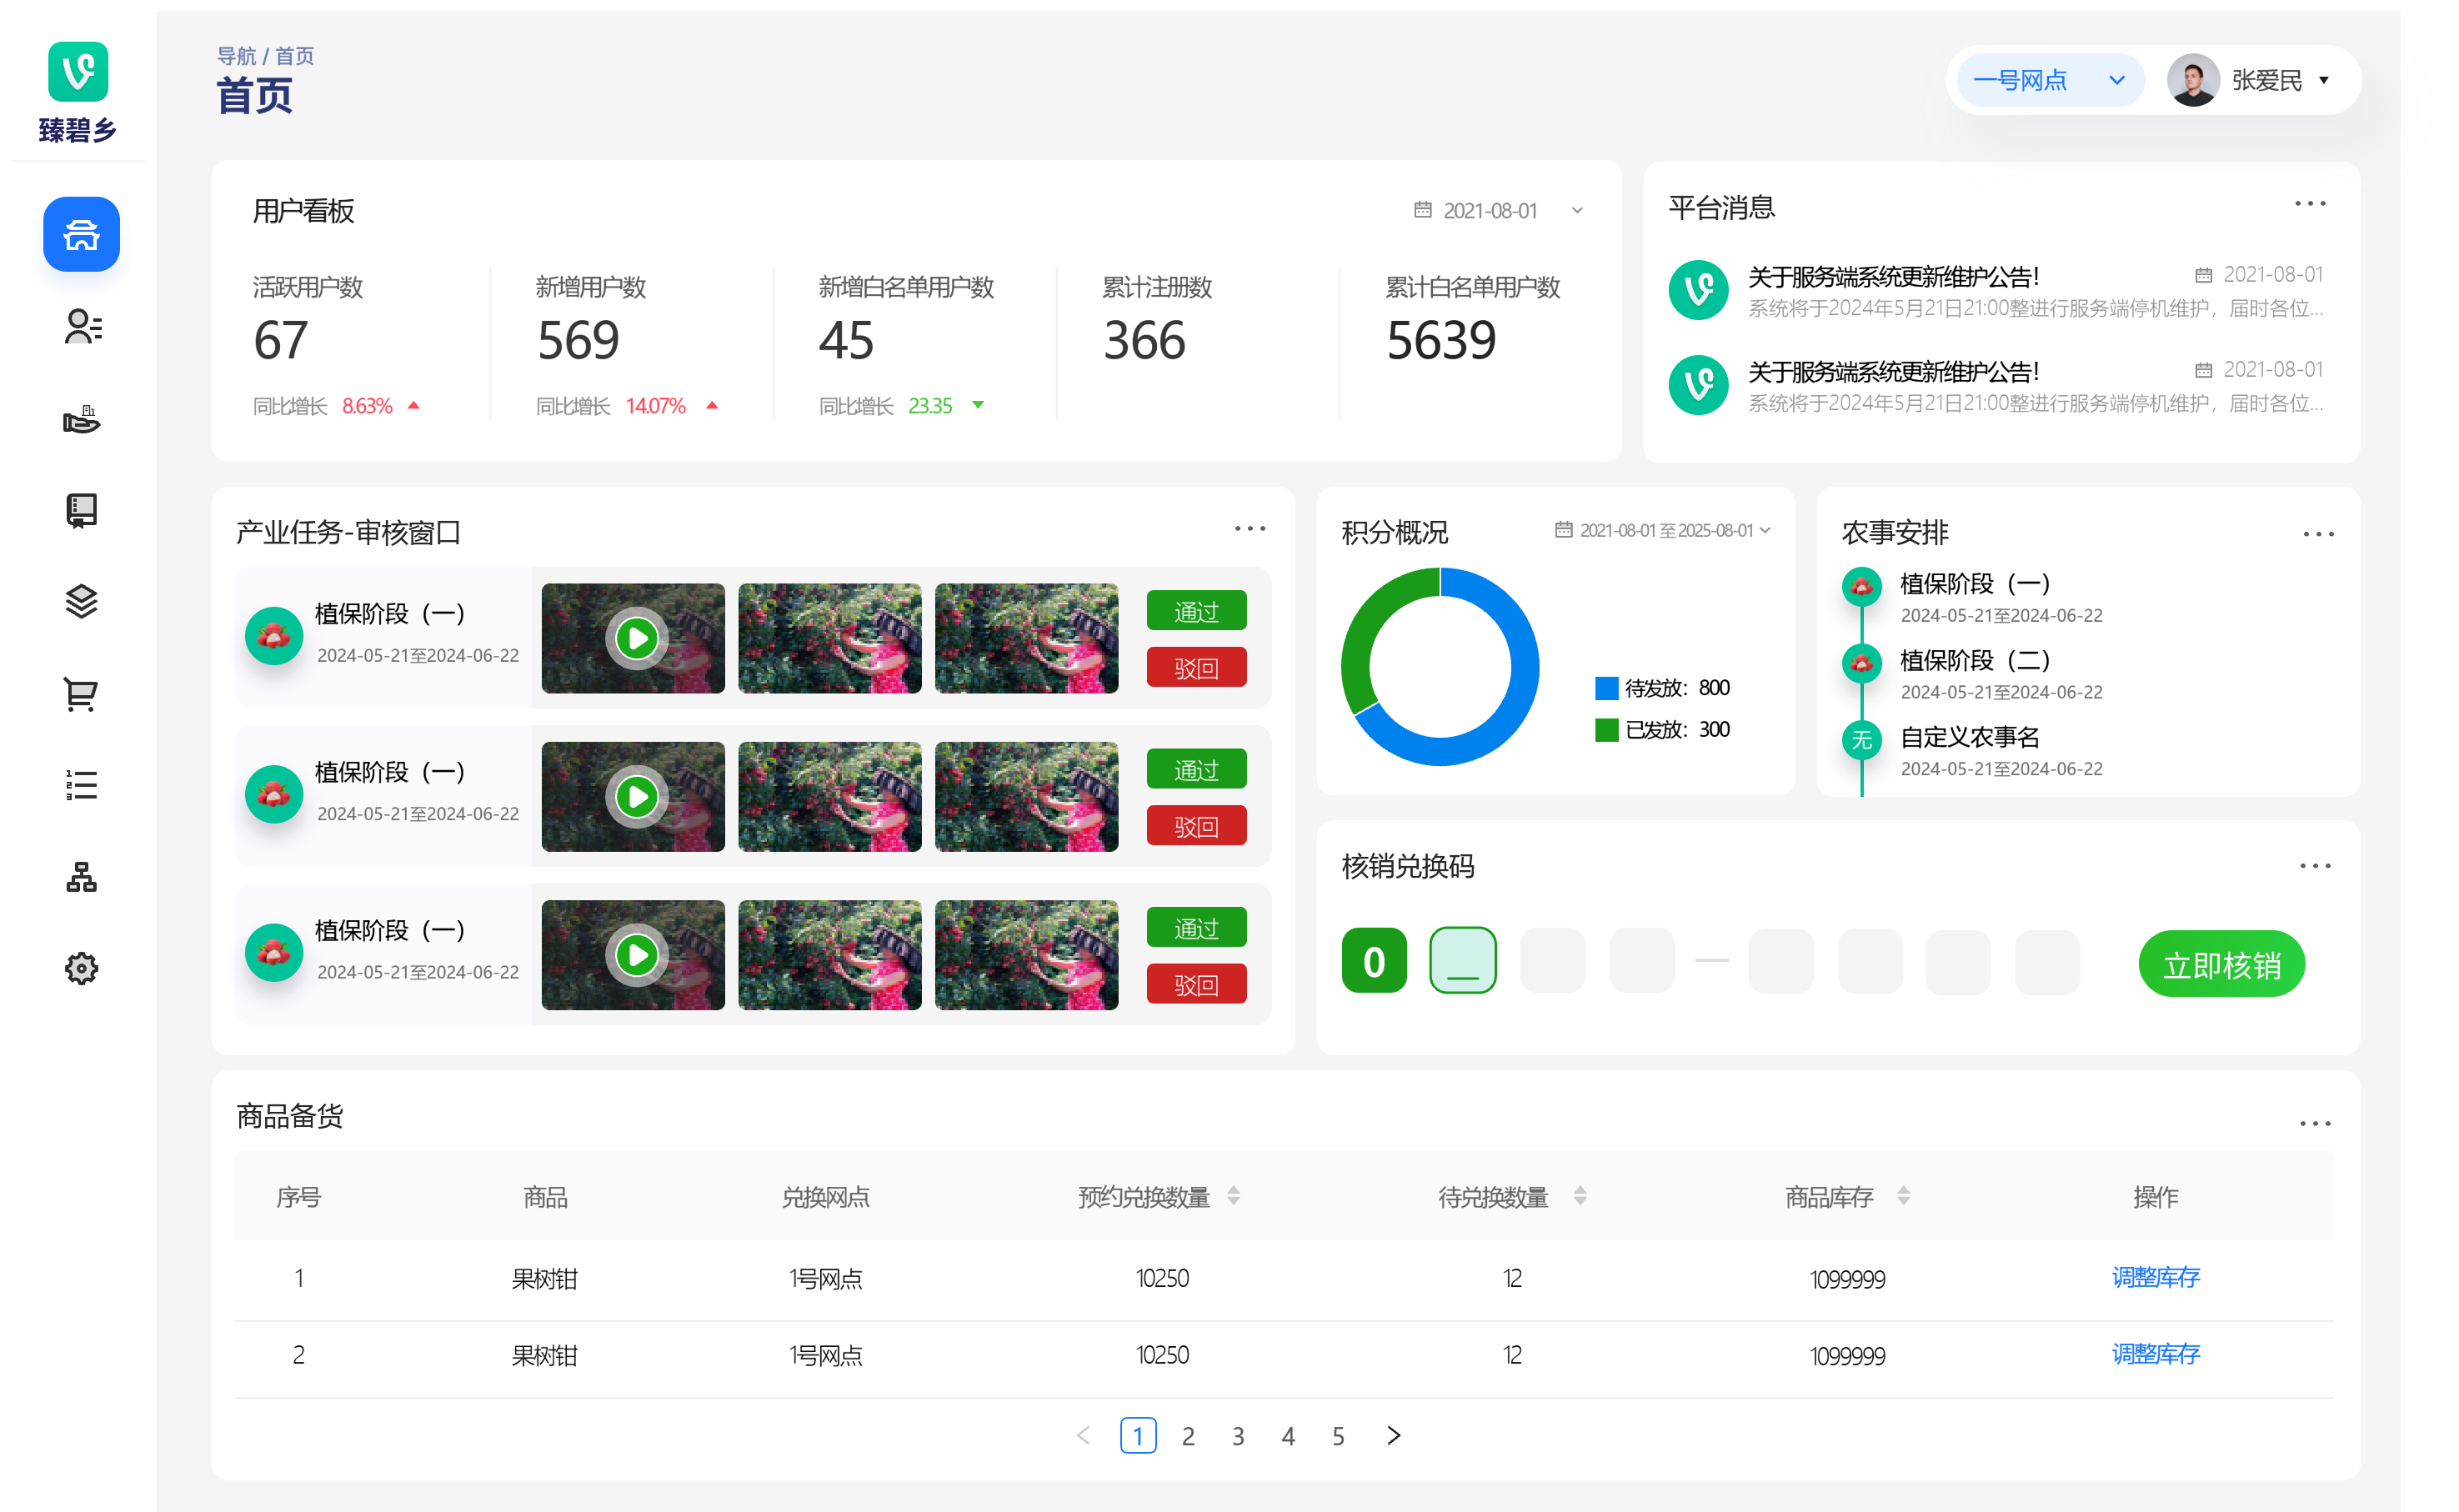 臻碧乡
导航 / 首页
首页
一号网点
张爱民
用户看板
2021-08-01
活跃用户数
67
同比增长 8.63%
新增用户数
569
同比增长 14.07%
新增白名单用户数
45
同比增长 23.35
累计注册数
366
累计白名单用户数
5639
平台消息
关于服务端系统更新维护公告!
2021-08-01
系统将于2024年5月21日21:00整进行服务端停机维护，届时各位...
关于服务端系统更新维护公告!
2021-08-01
系统将于2024年5月21日21:00整进行服务端停机维护，届时各位...
产业任务-审核窗口
植保阶段（一）
2024-05-21至2024-06-22
通过
驳回
植保阶段（一）
2024-05-21至2024-06-22
通过
驳回
植保阶段（一）
2024-05-21至2024-06-22
通过
驳回
积分概况
2021-08-01 至 2025-08-01
待发放：800
已发放：300
农事安排
植保阶段（一）
2024-05-21至2024-06-22
植保阶段（二）
2024-05-21至2024-06-22
无
自定义农事名
2024-05-21至2024-06-22
核销兑换码
0 _ —
立即核销
商品备货
序号 商品 兑换网点 预约兑换数量 待兑换数量 商品库存 操作
1 果树钳 1号网点 10250 12 1099999 调整库存
2 果树钳 1号网点 10250 12 1099999 调整库存
< 1 2 3 4 5 >